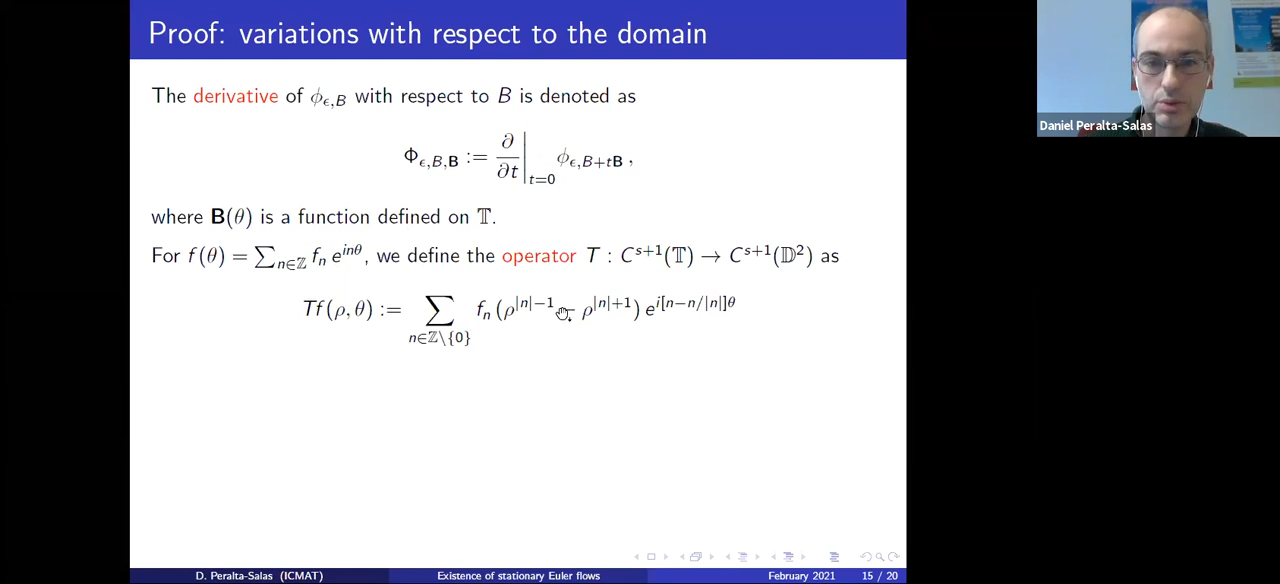 Proof: variations with respect to the domain
The derivative of ϕ_{ϵ,B} with respect to B is denoted as
Φ_{ϵ,B,𝐁} := ∂/∂t |_{t=0} ϕ_{ϵ,B+t𝐁} ,
where 𝐁(θ) is a function defined on 𝕋.
For f(θ) = ∑_{n∈ℤ} f_n e^{inθ}, we define the operator T : C^{s+1}(𝕋) → C^{s+1}(𝔻²) as
Tf(ρ, θ) := ∑_{n∈ℤ\{0}} f_n (ρ^{|n|−1} − ρ^{|n|+1}) e^{i[n−n/|n|]θ}
D. Peralta-Salas (ICMAT) Existence of stationary Euler flows February 2021 15 / 20
Daniel Peralta-Salas